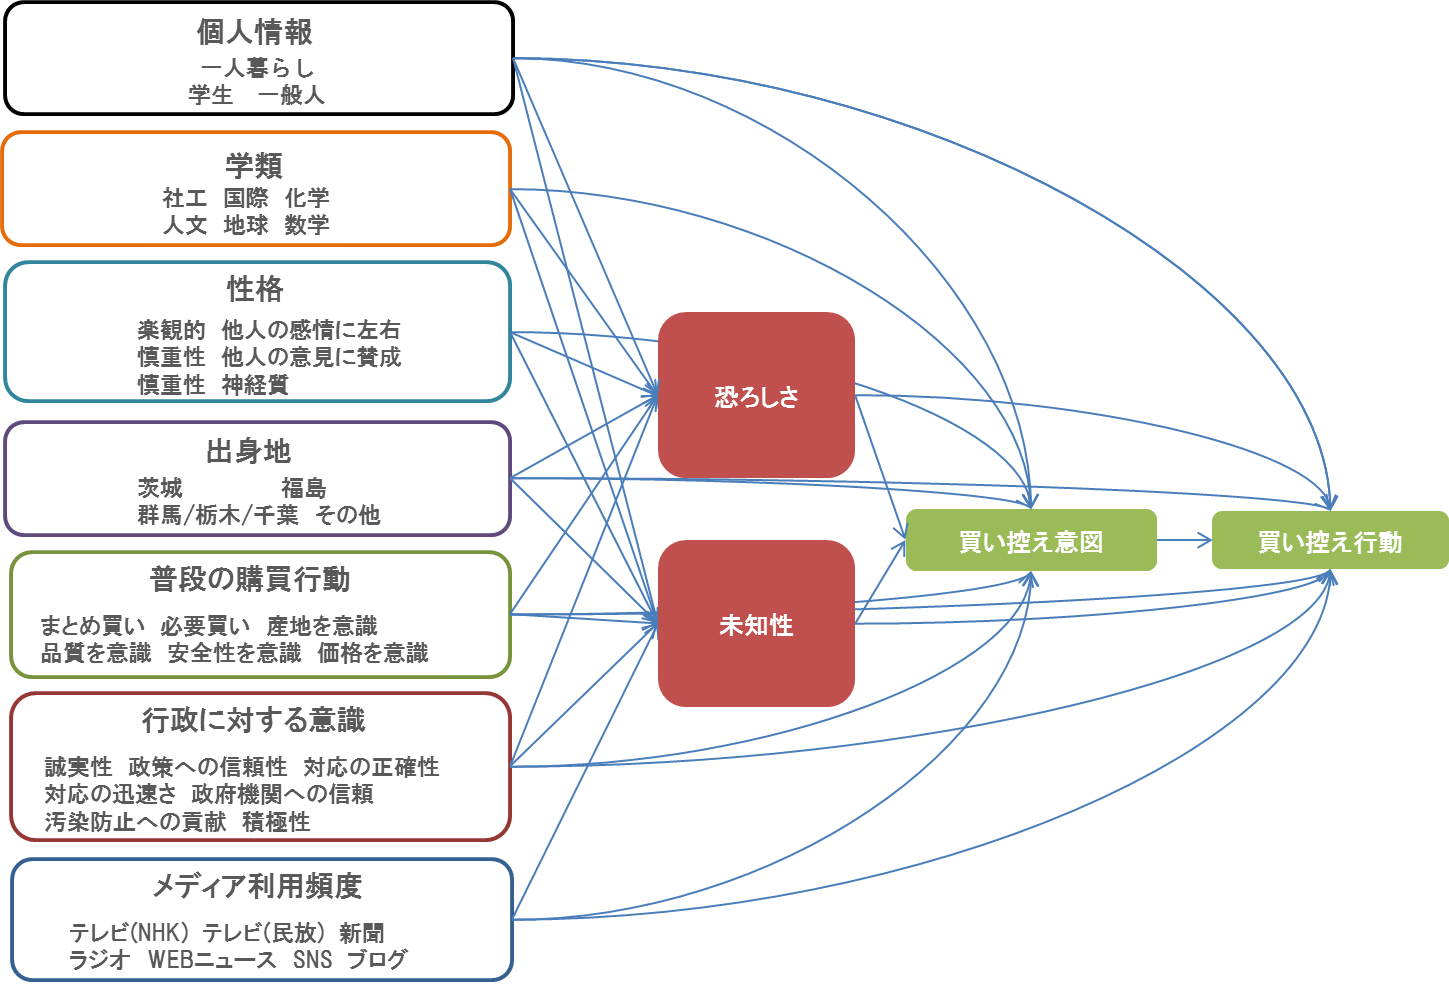 個人情報
一人暮らし
学生　一般人
学類
社工　国際　化学
人文　地球　数学
性格
楽観的　他人の感情に左右
慎重性　他人の意見に賛成
慎重性　神経質
出身地
茨城　　　　　福島
群馬/栃木/千葉　その他
普段の購買行動
まとめ買い　必要買い　産地を意識
品質を意識　安全性を意識　価格を意識
行政に対する意識
誠実性　政策への信頼性　対応の正確性
対応の迅速さ　政府機関への信頼
汚染防止への貢献　積極性
メディア利用頻度
テレビ(NHK)　テレビ(民放)　新聞
ラジオ　WEBニュース　SNS　ブログ
恐ろしさ
未知性
買い控え意図
買い控え行動